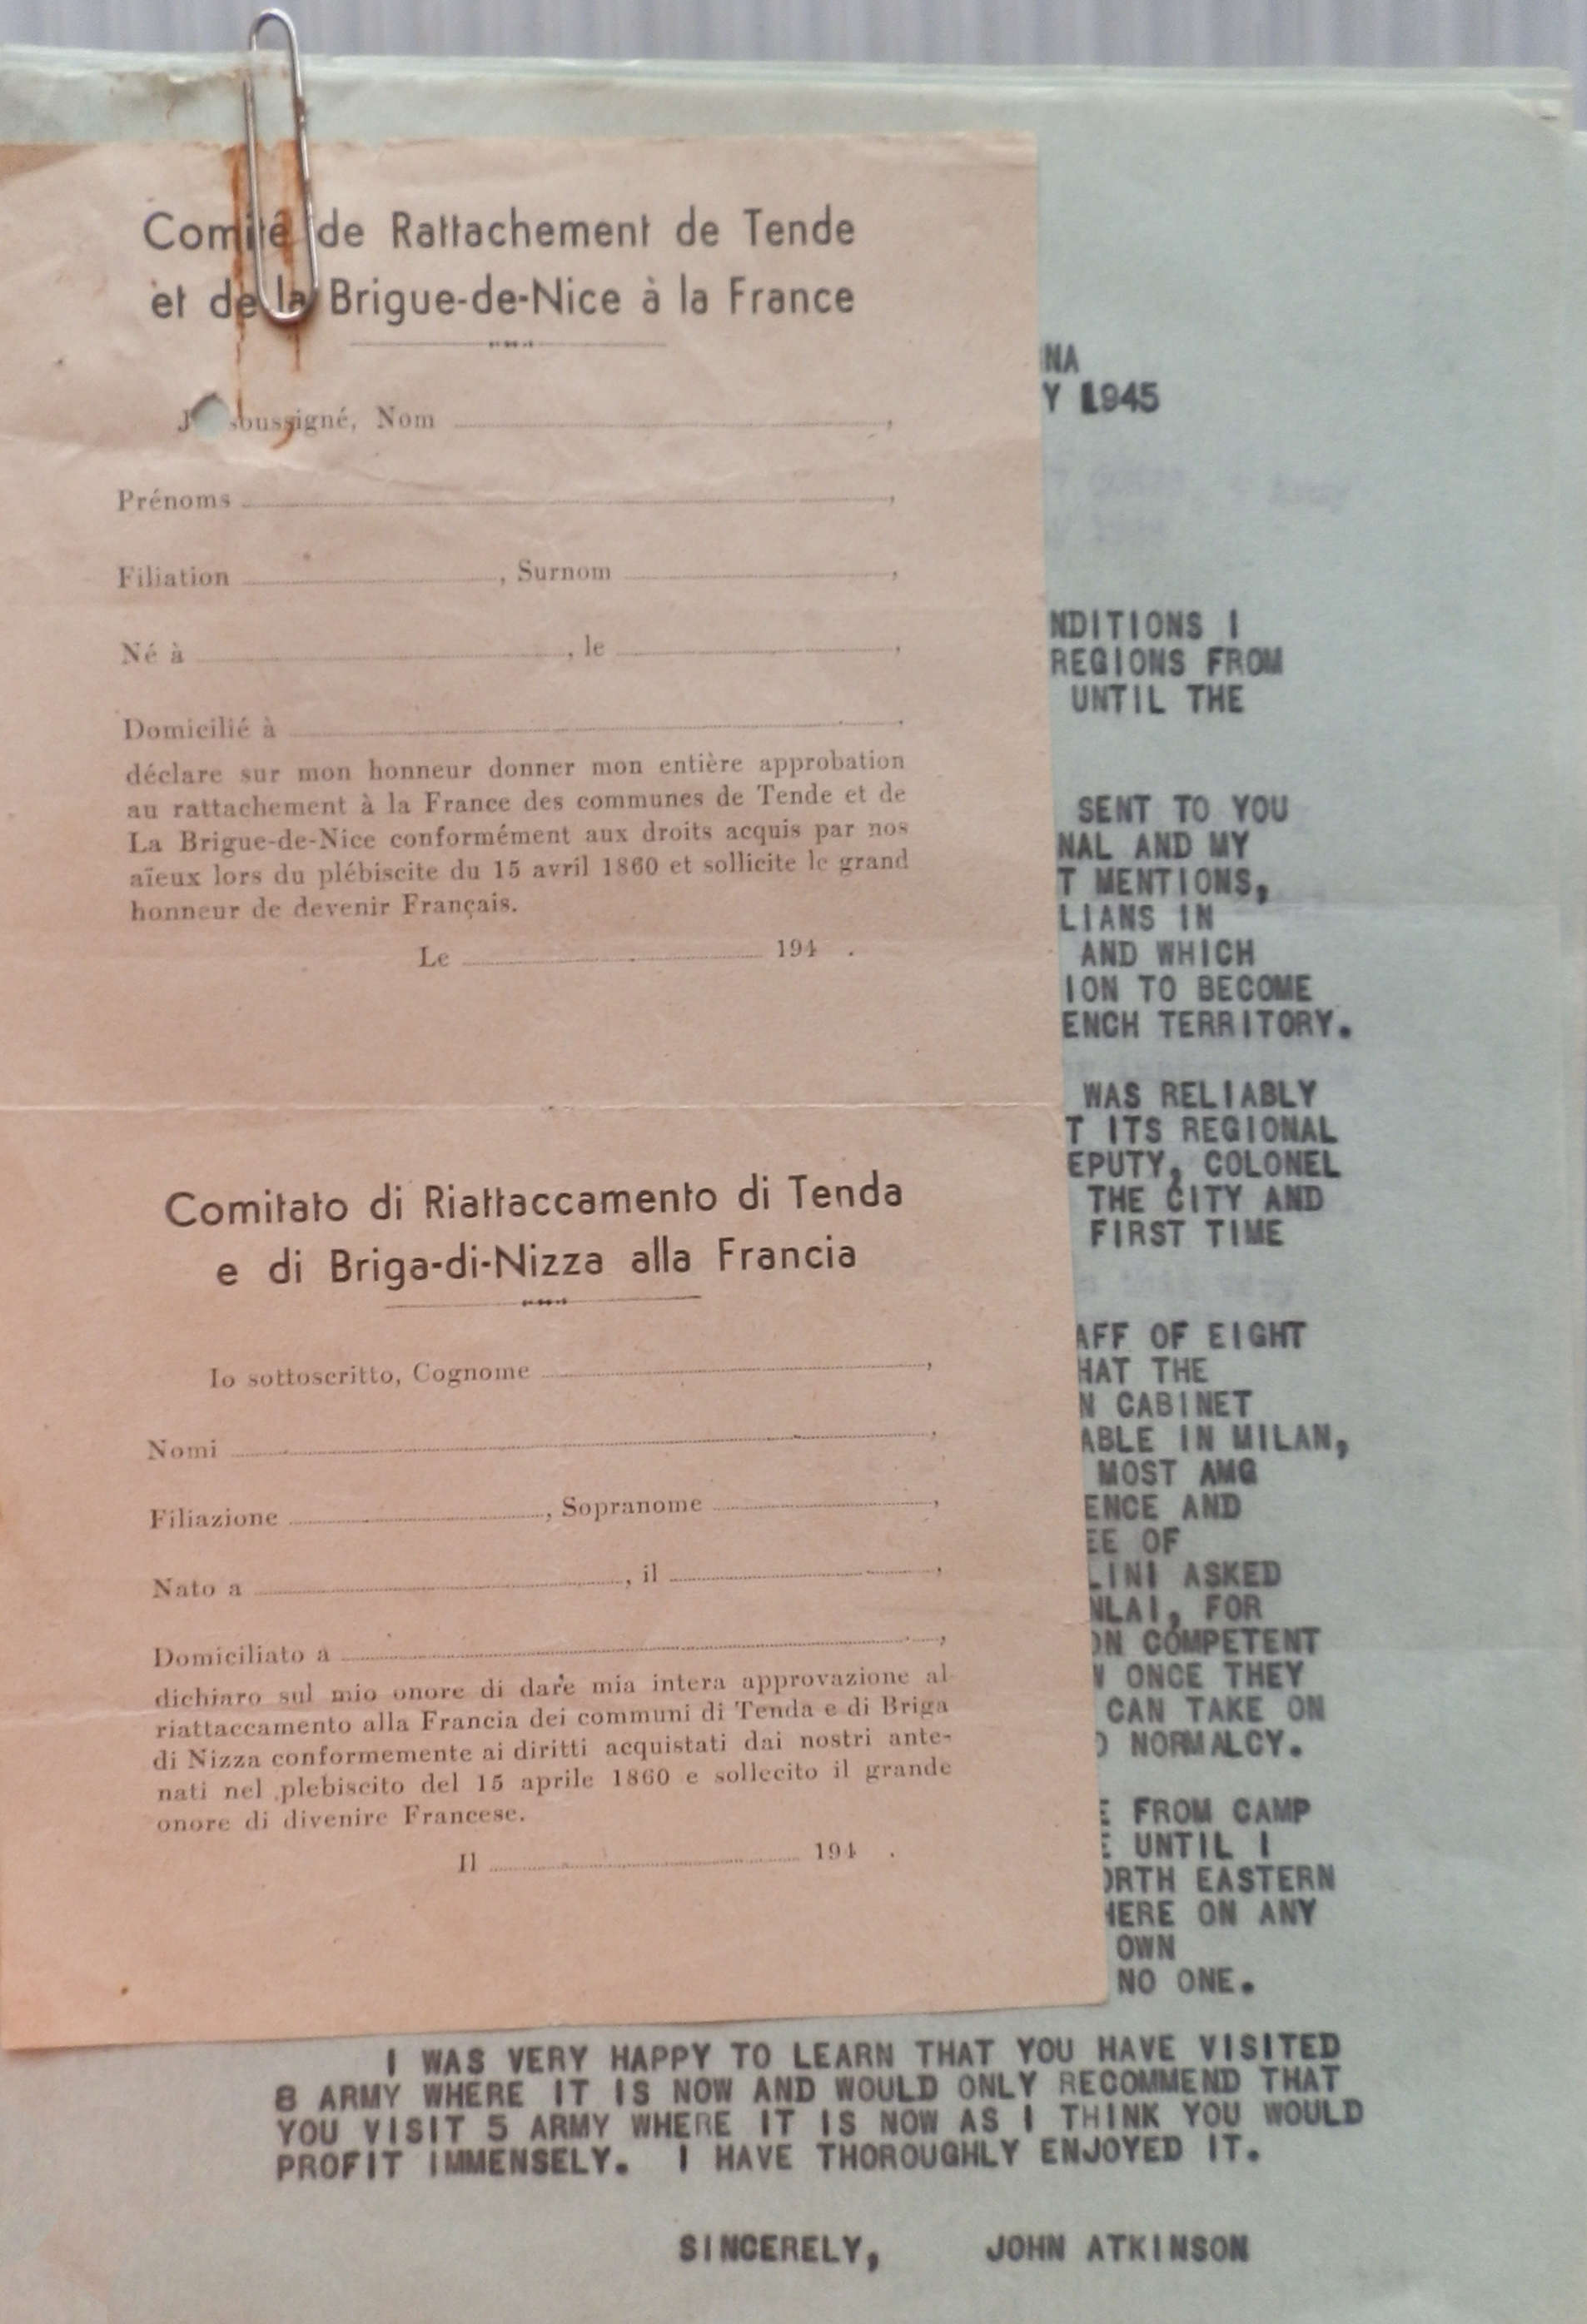 Comité de Rattachement de Tende
et de la Brigue-de-Nice à la France
soussigné, Nom ,
Prénoms ,
Filiation , Surnom ,
Né à , le ,
Domicilié à .
déclare sur mon honneur donner mon entière approbation
au rattachement à la France des communes de Tende et de
La Brigue-de-Nice conformément aux droits acquis par nos
aïeux lors du plébiscite du 15 avril 1860 et sollicite le grand
honneur de devenir Français.
Le 194 .
Comitato di Riattaccamento di Tenda
e di Briga-di-Nizza alla Francia
Io sottoscritto, Cognome ,
Nomi ,
Filiazione , Sopranome ,
Nato a , il ,
Domiciliato a ,
dichiaro sul mio onore di dare mia intera approvazione al
riattaccamento alla Francia dei communi di Tenda e di Briga
di Nizza conformemente ai diritti acquistati dai nostri ante-
nati nel plebiscito del 15 aprile 1860 e sollecito il grande
onore di divenire Francese.
Il 194 .
NA
Y 1945
NDITIONS I
REGIONS FROM
UNTIL THE
SENT TO YOU
NAL AND MY
T MENTIONS,
LIANS IN
AND WHICH
ION TO BECOME
ENCH TERRITORY.
WAS RELIABLY
T ITS REGIONAL
EPUTY, COLONEL
THE CITY AND
FIRST TIME
AFF OF EIGHT
HAT THE
N CABINET
ABLE IN MILAN,
MOST AMG
ENCE AND
EE OF
LINI ASKED
NLAI, FOR
ON COMPETENT
W ONCE THEY
CAN TAKE ON
O NORMALCY.
E FROM CAMP
E UNTIL I
ORTH EASTERN
HERE ON ANY
OWN
NO ONE.
I WAS VERY HAPPY TO LEARN THAT YOU HAVE VISITED
8 ARMY WHERE IT IS NOW AND WOULD ONLY RECOMMEND THAT
YOU VISIT 5 ARMY WHERE IT IS NOW AS I THINK YOU WOULD
PROFIT IMMENSELY. I HAVE THOROUGHLY ENJOYED IT.
SINCERELY, JOHN ATKINSON